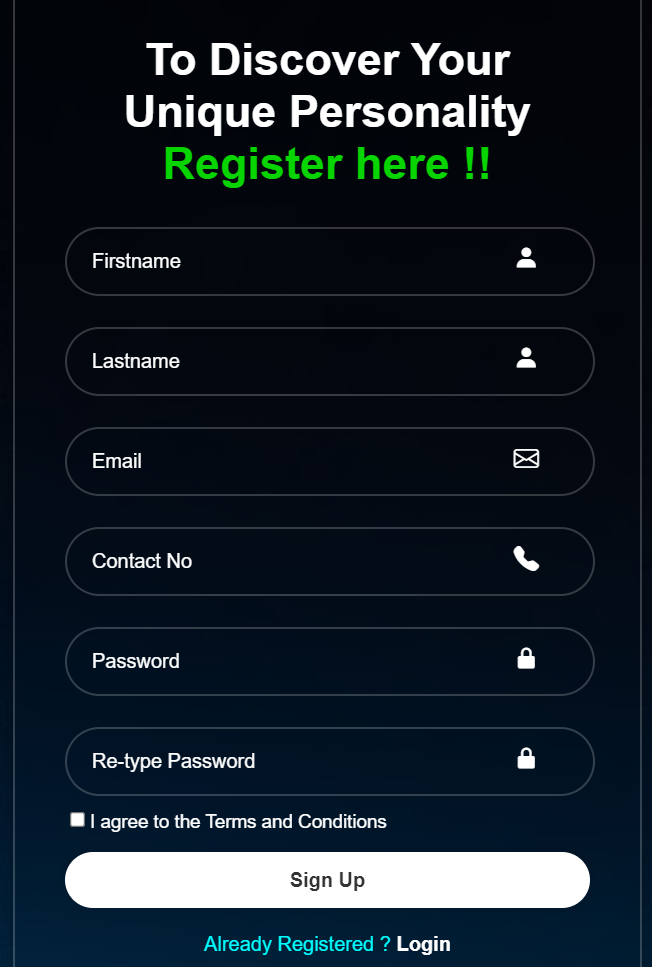 To Discover Your
Unique Personality
Register here !!
Firstname
Lastname
Email
Contact No
Password
Re-type Password
I agree to the Terms and Conditions
Sign Up
Already Registered ? Login